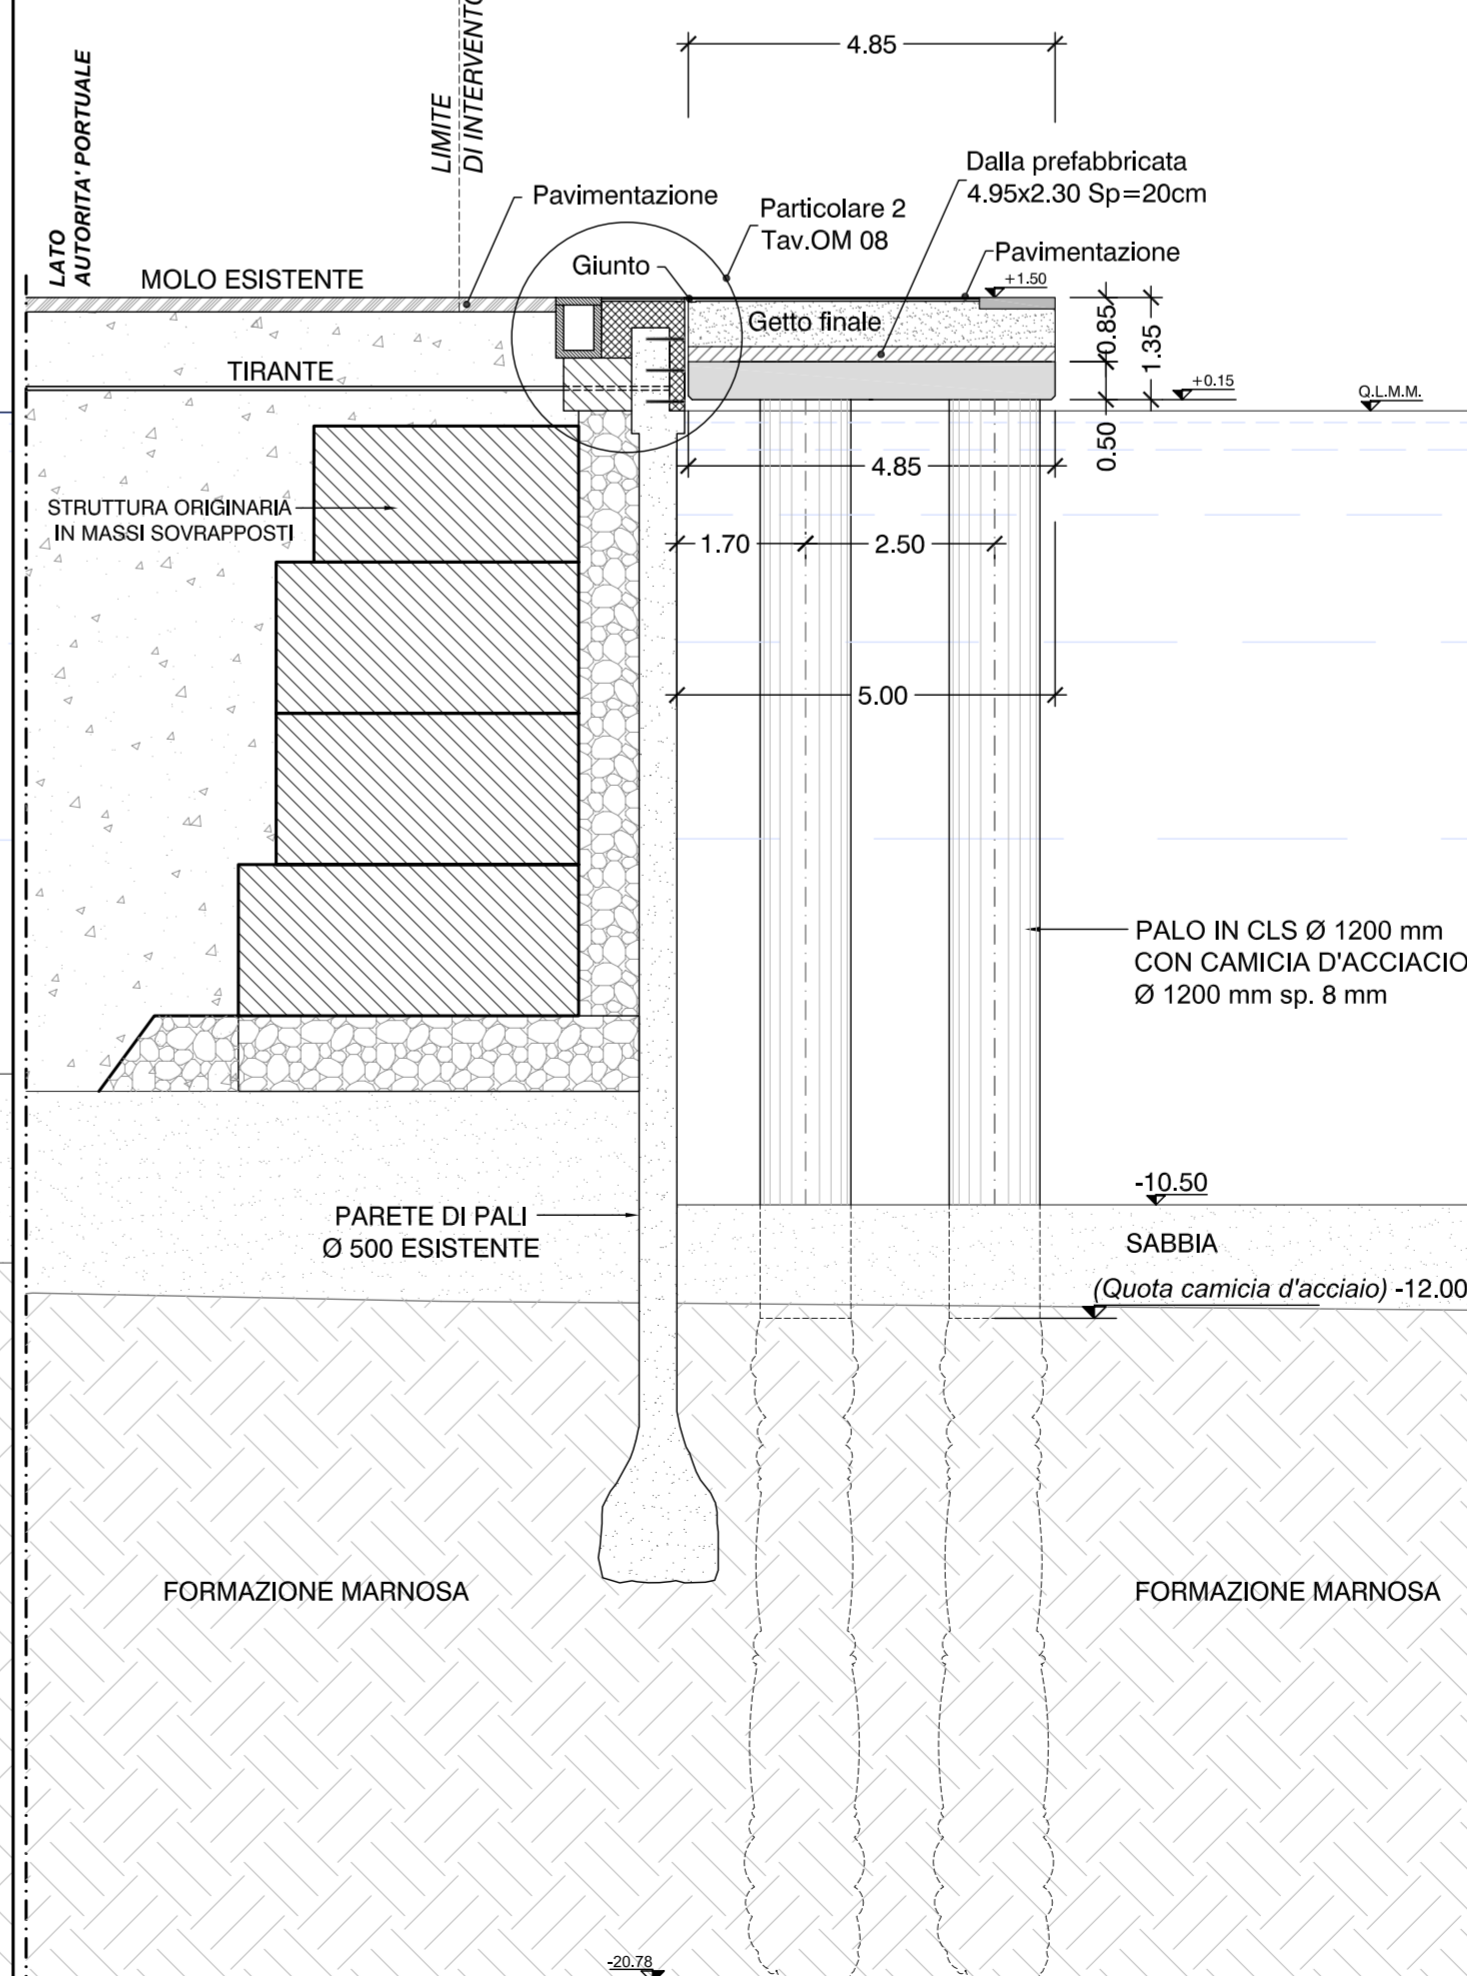 4.85
LATO
AUTORITA' PORTUALE
LIMITE
DI INTERVENTO
Dalla prefabbricata
4.95x2.30 Sp=20cm
Pavimentazione
Particolare 2
Tav.OM 08
Pavimentazione
Giunto
MOLO ESISTENTE
+1.50
Getto finale
0.85
1.35
TIRANTE
+0.15
Q.L.M.M.
0.50
4.85
STRUTTURA ORIGINARIA
IN MASSI SOVRAPPOSTI
1.70
2.50
5.00
PALO IN CLS Ø 1200 mm
CON CAMICIA D'ACCIACIO
Ø 1200 mm sp. 8 mm
-10.50
PARETE DI PALI
Ø 500 ESISTENTE
SABBIA
(Quota camicia d'acciaio) -12.00
FORMAZIONE MARNOSA
FORMAZIONE MARNOSA
-20.78